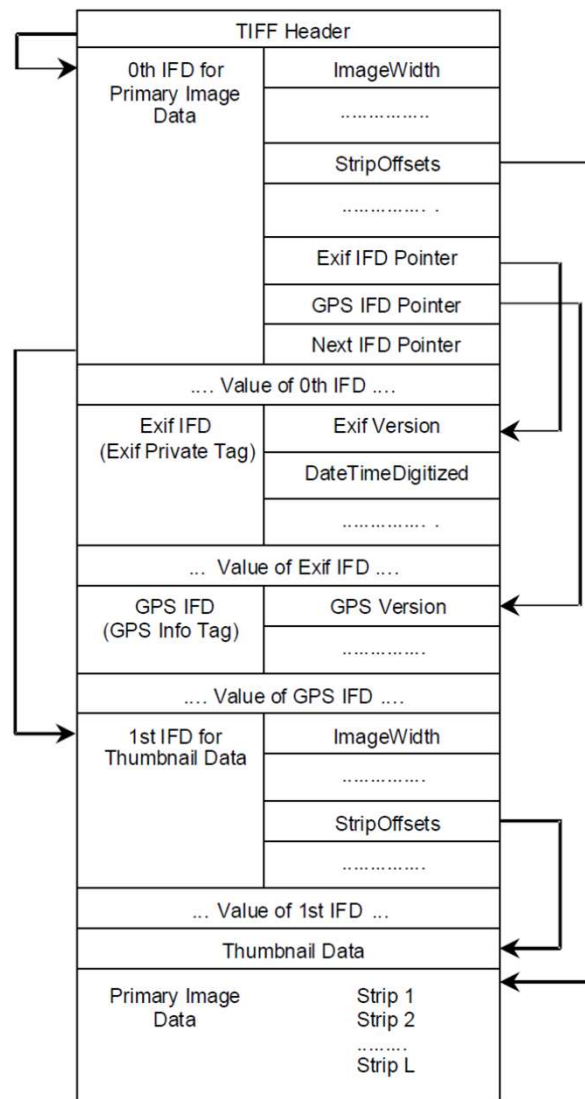 TIFF Header
0th IFD for
Primary Image
Data
ImageWidth
...............
StripOffsets
.............. .
Exif IFD Pointer
GPS IFD Pointer
Next IFD Pointer
.... Value of 0th IFD ....
Exif IFD
(Exif Private Tag)
Exif Version
DateTimeDigitized
.............. .
... Value of Exif IFD ....
GPS IFD
(GPS Info Tag)
GPS Version
..............
.... Value of GPS IFD ....
1st IFD for
Thumbnail Data
ImageWidth
..............
StripOffsets
..............
... Value of 1st IFD ...
Thumbnail Data
Primary Image
Data
Strip 1
Strip 2
.........
Strip L